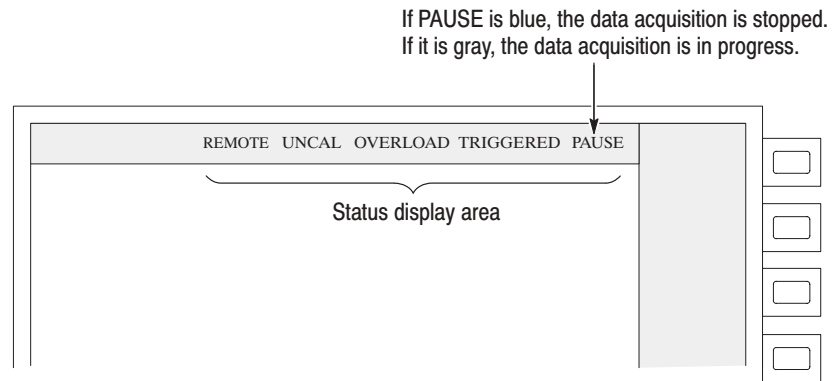 If PAUSE is blue, the data acquisition is stopped.
If it is gray, the data acquisition is in progress.
REMOTE UNCAL OVERLOAD TRIGGERED PAUSE
Status display area